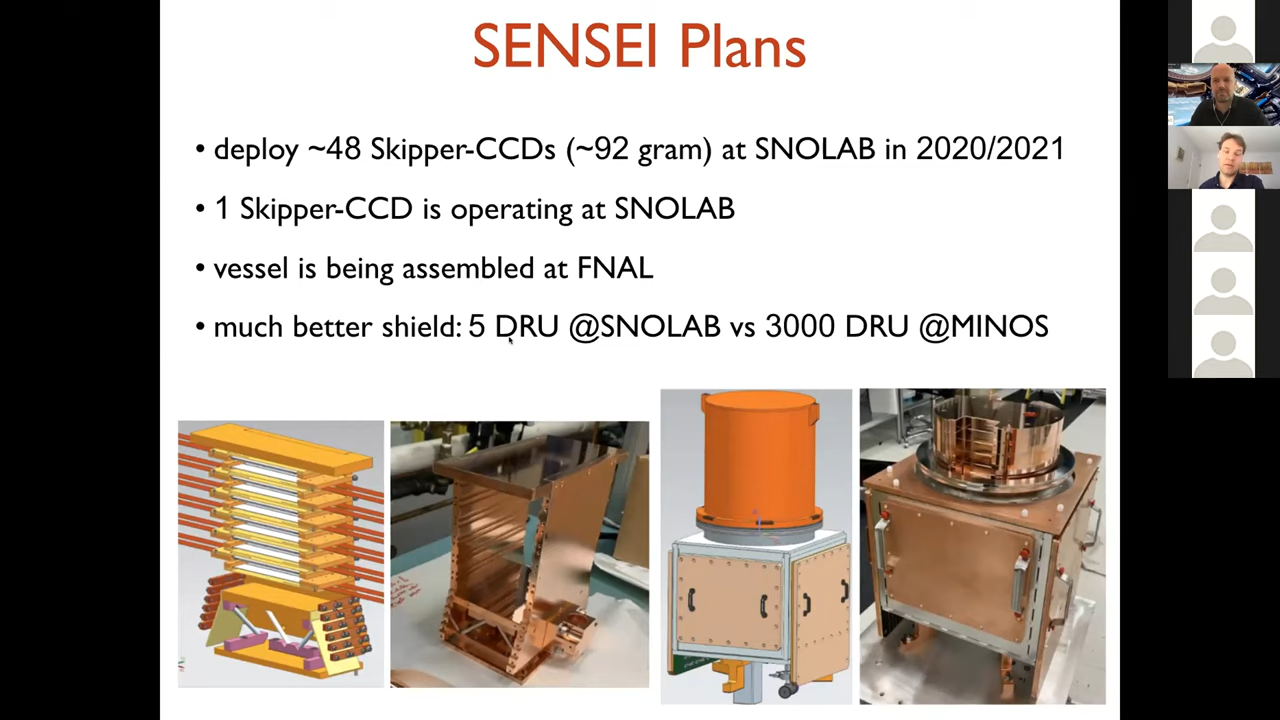 SENSEI Plans
• deploy ~48 Skipper-CCDs (~92 gram) at SNOLAB in 2020/2021
• 1 Skipper-CCD is operating at SNOLAB
• vessel is being assembled at FNAL
• much better shield: 5 DRU @SNOLAB vs 3000 DRU @MINOS